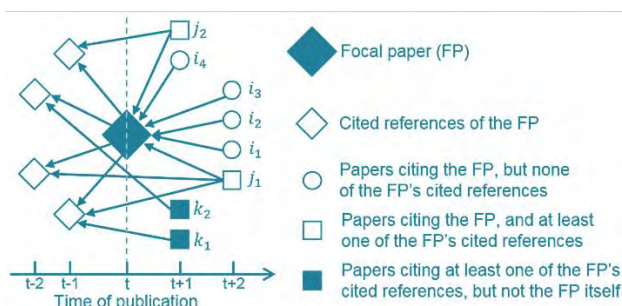 j₂
i₄
i₃
i₂
i₁
j₁
k₂
k₁
t-2 t-1 t t+1 t+2
Time of publication
Focal paper (FP)
Cited references of the FP
Papers citing the FP, but none
of the FP's cited references
Papers citing the FP, and at least
one of the FP's cited references
Papers citing at least one of the FP's
cited references, but not the FP itself